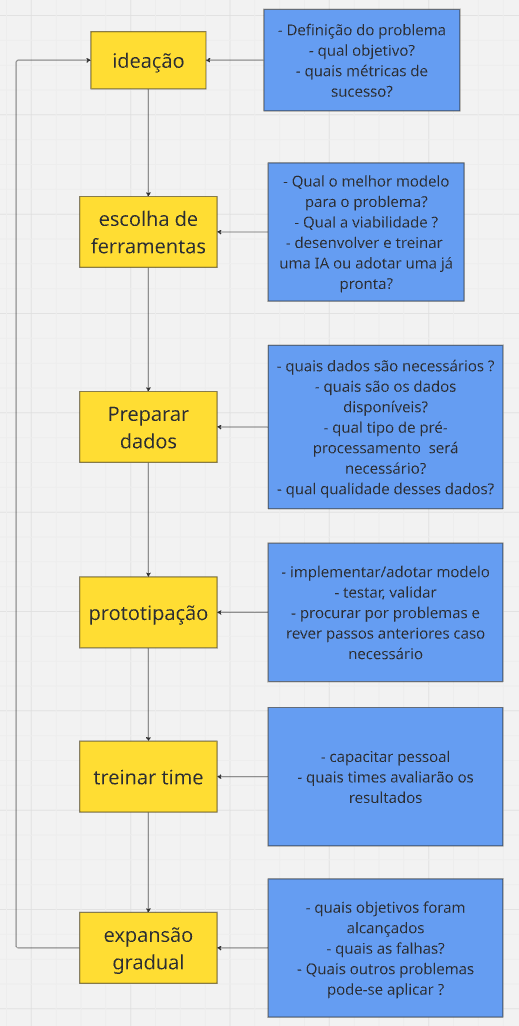 ideação
- Definição do problema
- qual objetivo?
- quais métricas de
sucesso?
escolha de
ferramentas
- Qual o melhor modelo
para o problema?
- Qual a viabilidade ?
- desenvolver e treinar
uma IA ou adotar uma já
pronta?
Preparar
dados
- quais dados são necessários ?
- quais são os dados
disponíveis?
- qual tipo de pré-
processamento  será
necessário?
- qual qualidade desses dados?
prototipação
- implementar/adotar modelo
- testar, validar
- procurar por problemas e
rever passos anteriores caso
necessário
treinar time
- capacitar pessoal
- quais times avaliarão os
resultados
expansão
gradual
- quais objetivos foram
alcançados
- quais as falhas?
- Quais outros problemas
pode-se aplicar ?